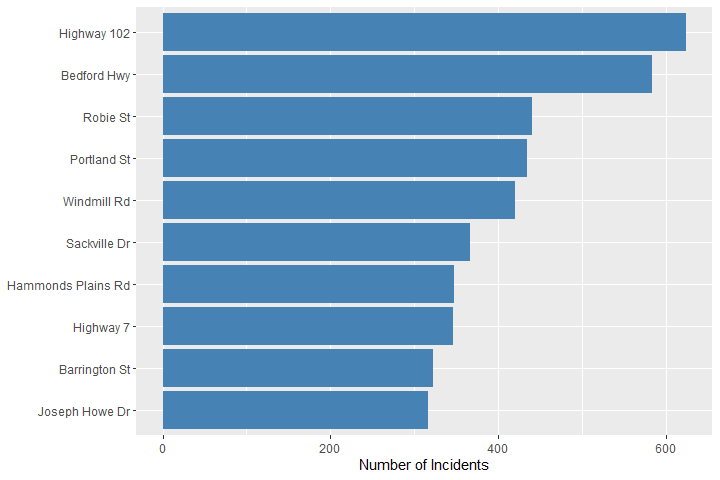 Highway 102
Bedford Hwy
Robie St
Portland St
Windmill Rd
Sackville Dr
Hammonds Plains Rd
Highway 7
Barrington St
Joseph Howe Dr
0 200 400 600
Number of Incidents